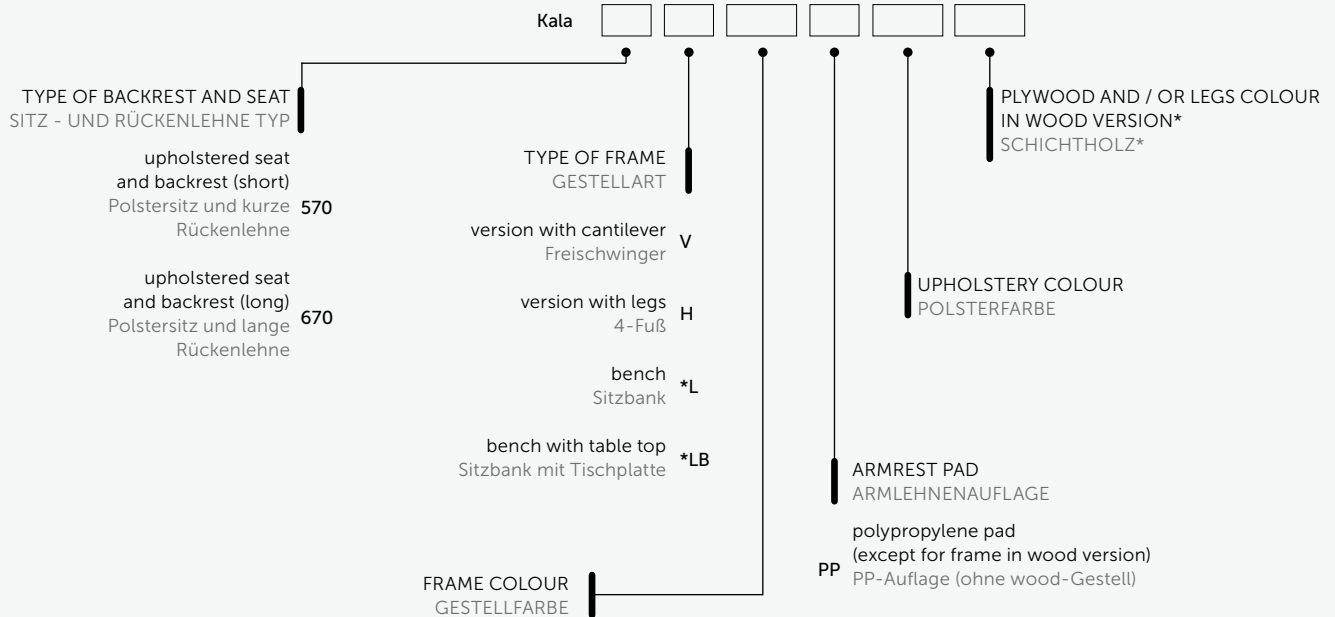 Kala
TYPE OF BACKREST AND SEAT
SITZ - UND RÜCKENLEHNE TYP
upholstered seat
and backrest (short)
Polstersitz und kurze 570
Rückenlehne
upholstered seat
and backrest (long)
Polstersitz und lange 670
Rückenlehne
TYPE OF FRAME
GESTELLART
version with cantilever
Freischwinger
V
version with legs
4-Fuß
H
bench
Sitzbank
*L
bench with table top
Sitzbank mit Tischplatte
*LB
FRAME COLOUR
GESTELLFARBE
ARMREST PAD
ARMLEHNENAUFLAGE
polypropylene pad
(except for frame in wood version)
PP PP-Auflage (ohne wood-Gestell)
UPHOLSTERY COLOUR
POLSTERFARBE
PLYWOOD AND / OR LEGS COLOUR
IN WOOD VERSION*
SCHICHTHOLZ*